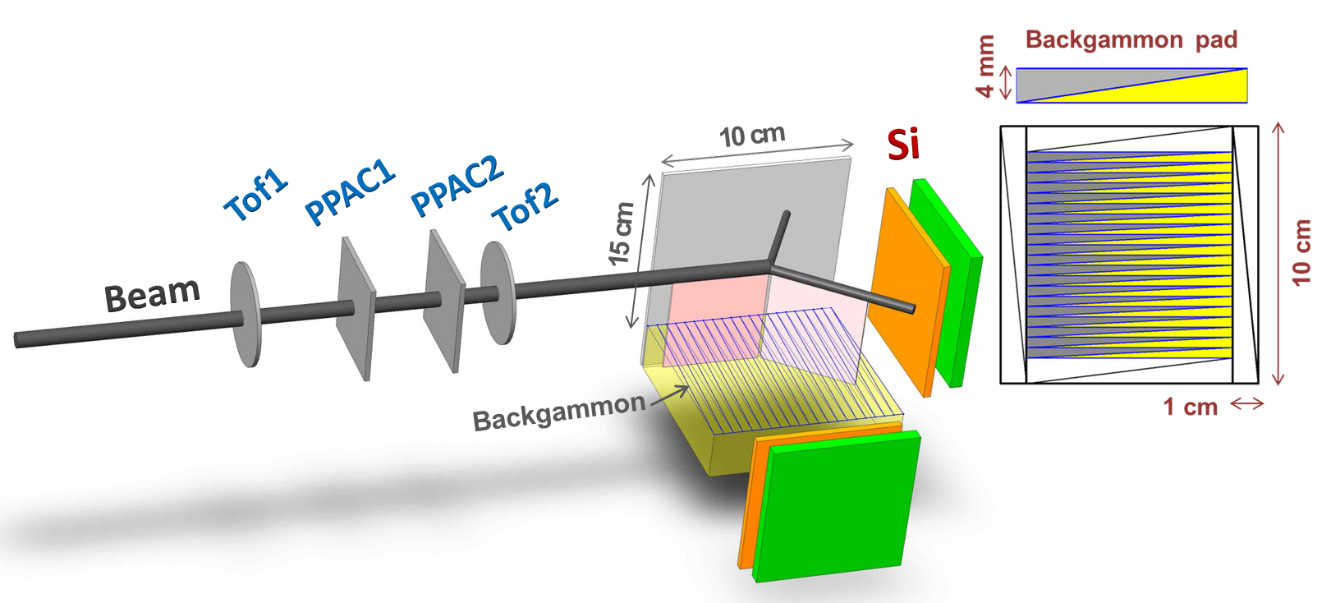 Backgammon pad
4 mm
10 cm
Si
Tof1
PPAC1
PPAC2
Tof2
15 cm
Beam
10 cm
Backgammon
1 cm